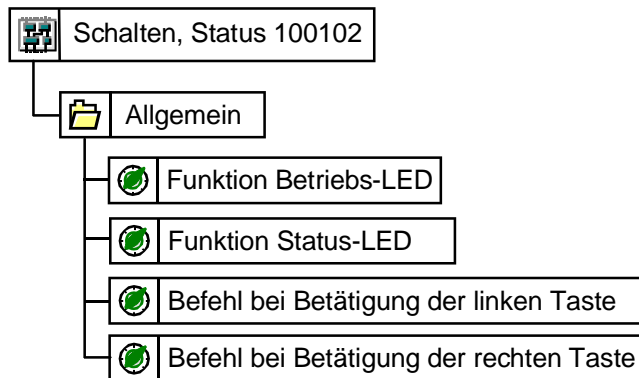 Schalten, Status 100102
Allgemein
Funktion Betriebs-LED
Funktion Status-LED
Befehl bei Betätigung der linken Taste
Befehl bei Betätigung der rechten Taste